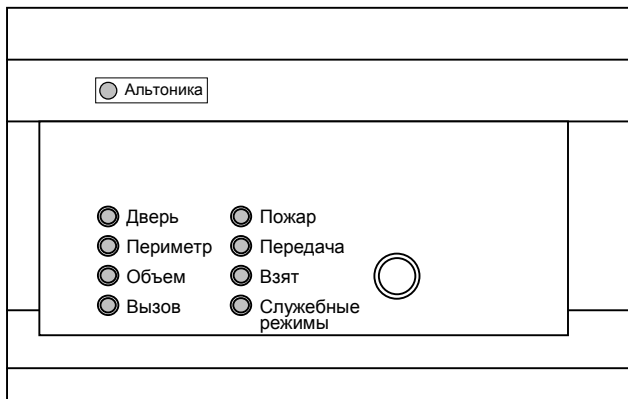 Альтоника
Дверь
Периметр
Объем
Вызов
Пожар
Передача
Взят
Служебные
режимы